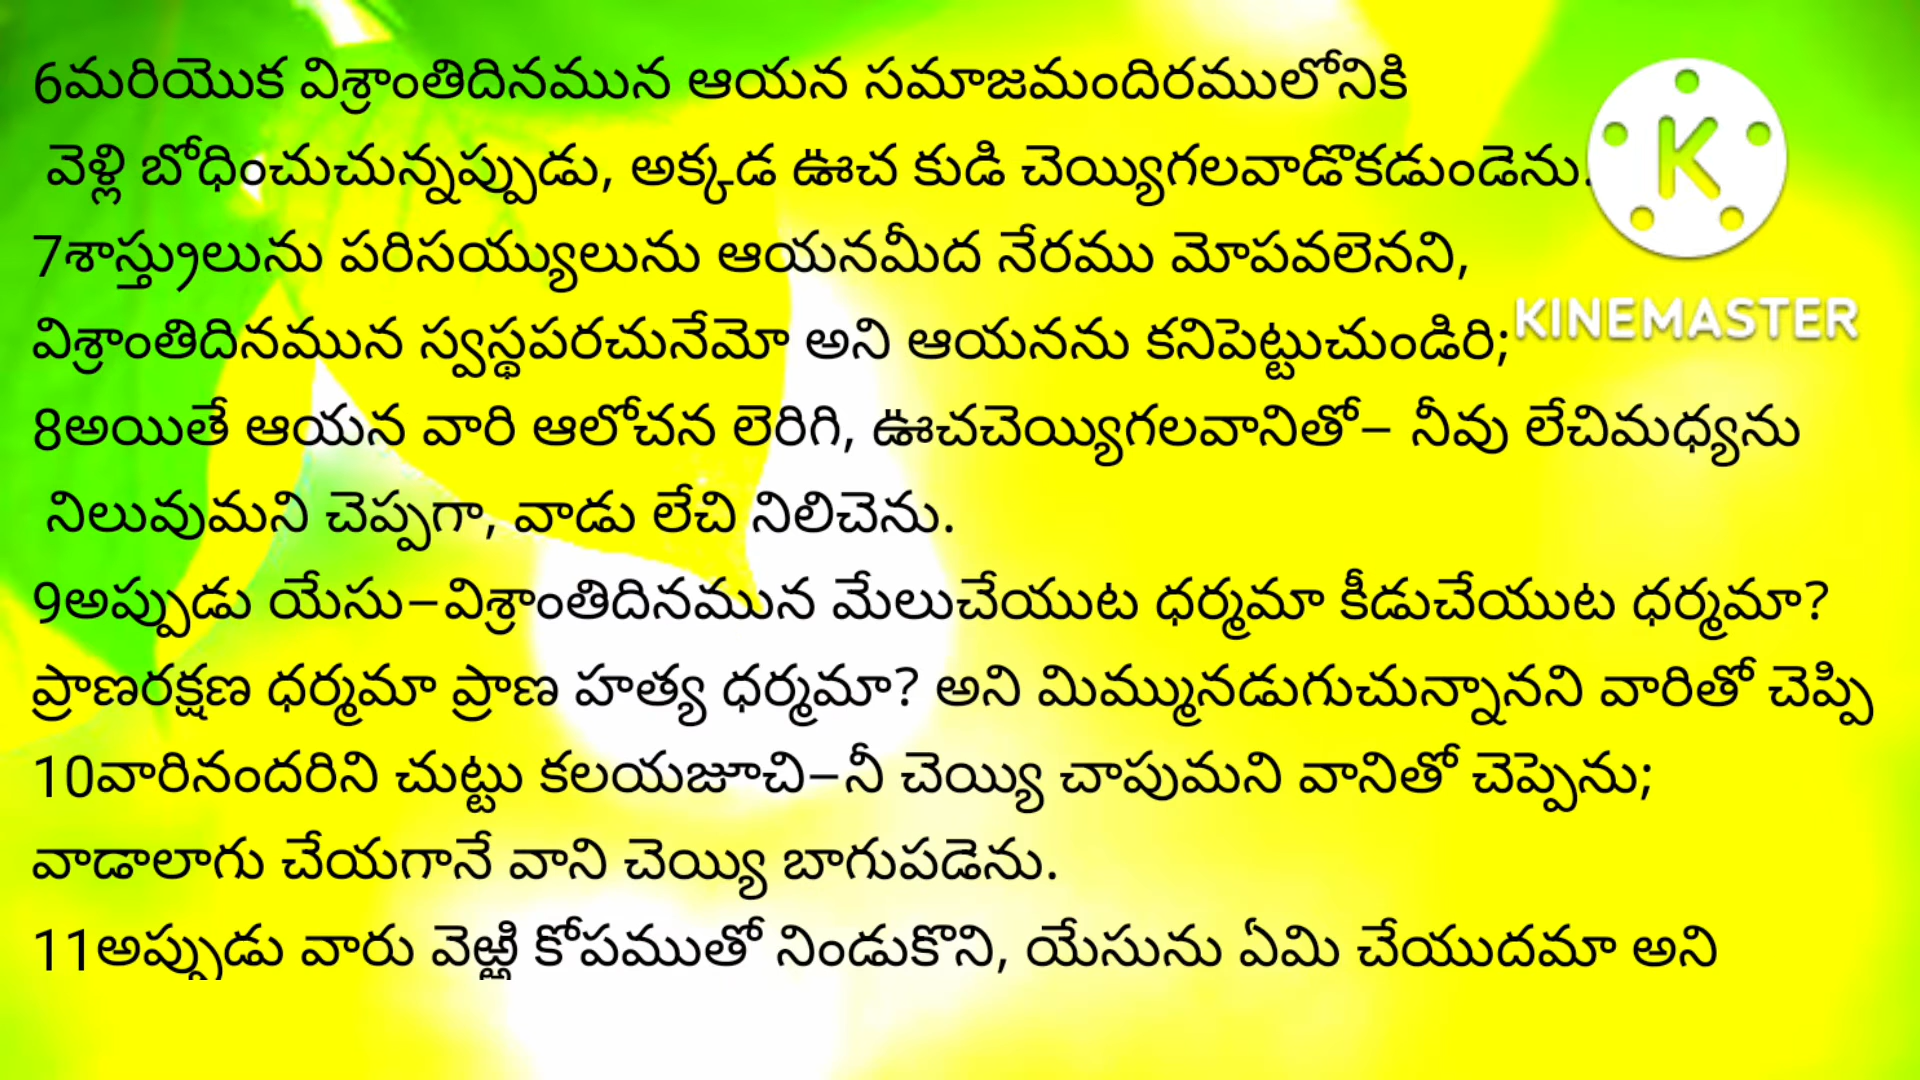 6మరియొక విశ్రాంతిదినమున ఆయన సమాజమందిరములోనికి
వెళ్లి బోధించుచున్నప్పుడు, అక్కడ ఊచ కుడి చెయ్యిగలవాడొకడుండెను.
7శాస్త్రులును పరిసయ్యులును ఆయనమీద నేరము మోపవలెనని,
విశ్రాంతిదినమున స్వస్థపరచునేమో అని ఆయనను కనిపెట్టుచుండిరి;
8అయితే ఆయన వారి ఆలోచన లెరిగి, ఊచచెయ్యిగలవానితో– నీవు లేచిమధ్యను
నిలువుమని చెప్పగా, వాడు లేచి నిలిచెను.
9అప్పుడు యేసు–విశ్రాంతిదినమున మేలుచేయుట ధర్మమా కీడుచేయుట ధర్మమా?
ప్రాణరక్షణ ధర్మమా ప్రాణ హత్య ధర్మమా? అని మిమ్మునడుగుచున్నానని వారితో చెప్పి
10వారినందరిని చుట్టు కలయజూచి–నీ చెయ్యి చాపుమని వానితో చెప్పెను;
వాడాలాగు చేయగానే వాని చెయ్యి బాగుపడెను.
11అప్పుడు వారు వెఱ్ఱి కోపముతో నిండుకొని, యేసును ఏమి చేయుదమా అని
K
KINEMASTER